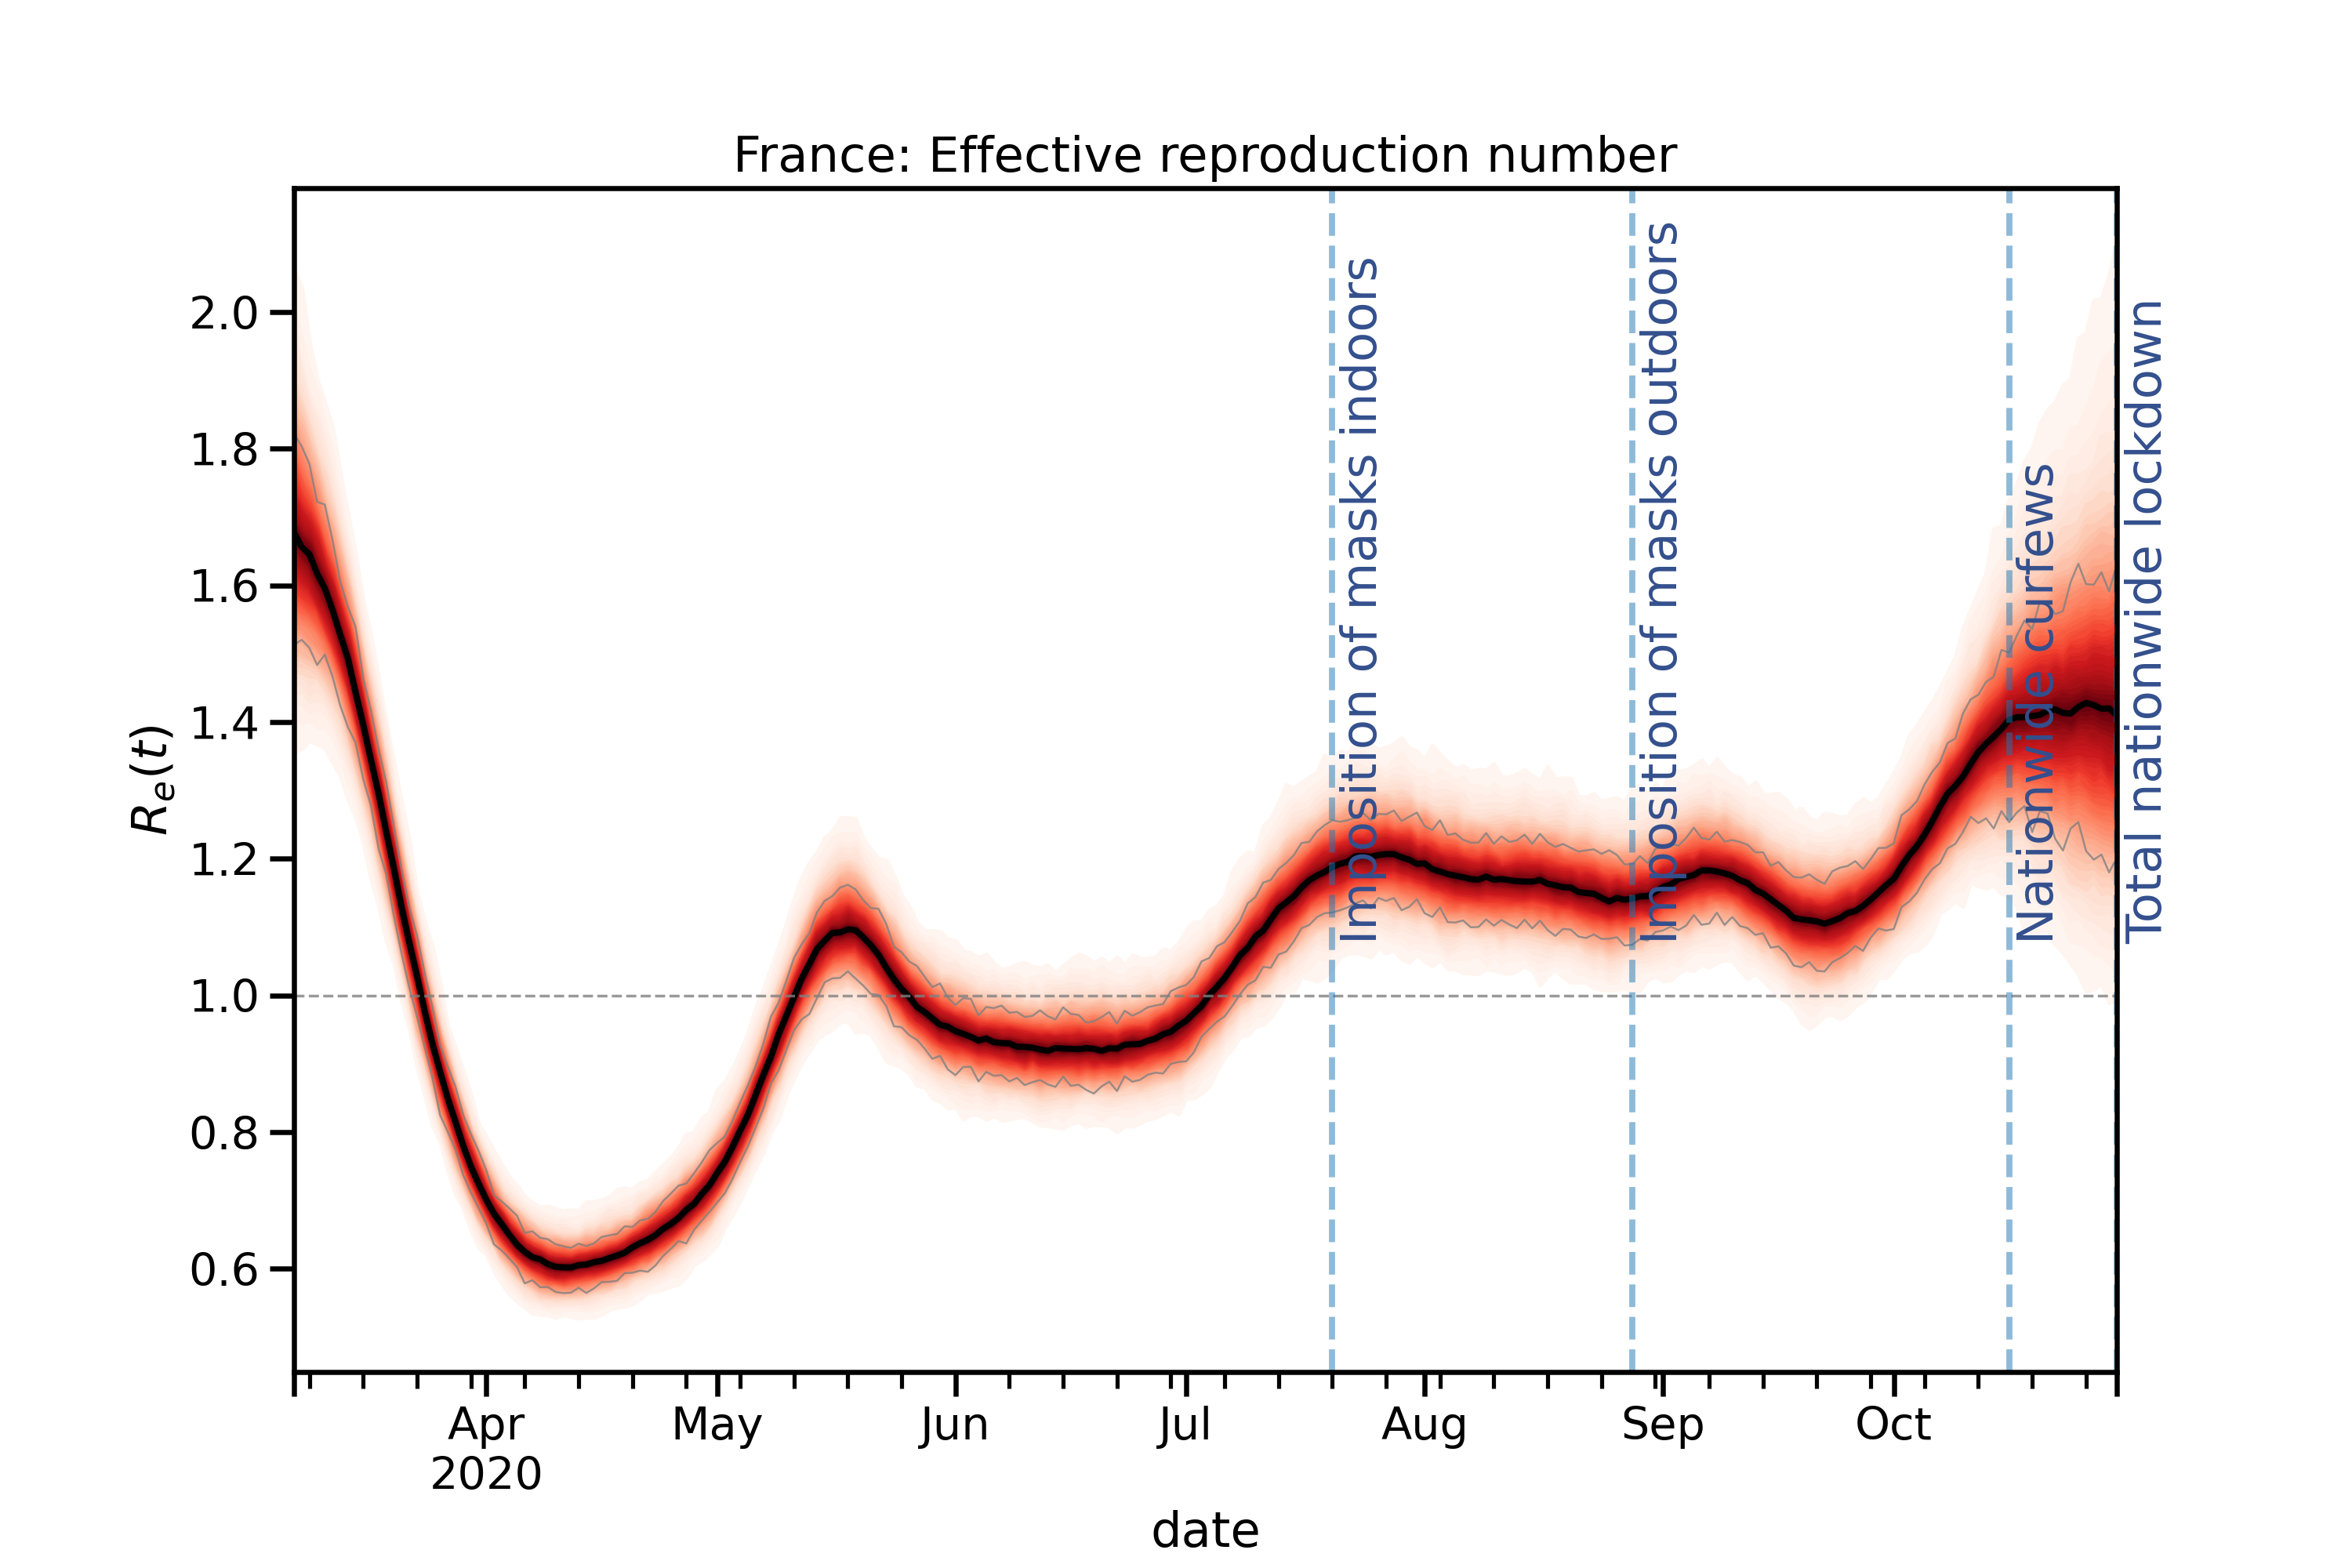 France: Effective reproduction number
2.0
1.8
1.6
1.4
1.2
1.0
0.8
0.6
Re(t)
Imposition of masks indoors
Imposition of masks outdoors
Nationwide curfews
Total nationwide lockdown
Apr May Jun Jul Aug Sep Oct
2020
date